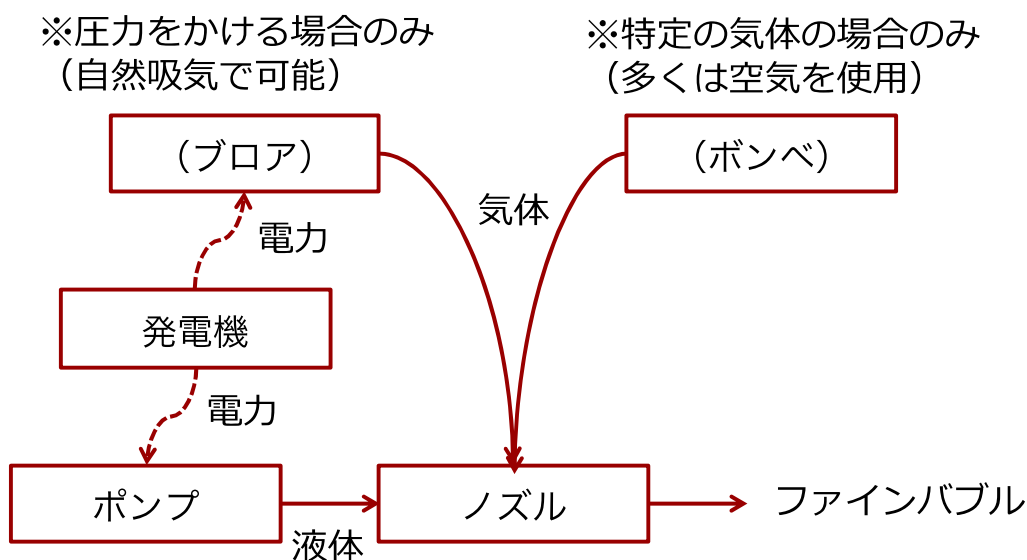 ※圧力をかける場合のみ
（自然吸気で可能）
※特定の気体の場合のみ
（多くは空気を使用）
（ブロア）
（ボンベ）
気体
電力
発電機
電力
ポンプ
ノズル
ファインバブル
液体